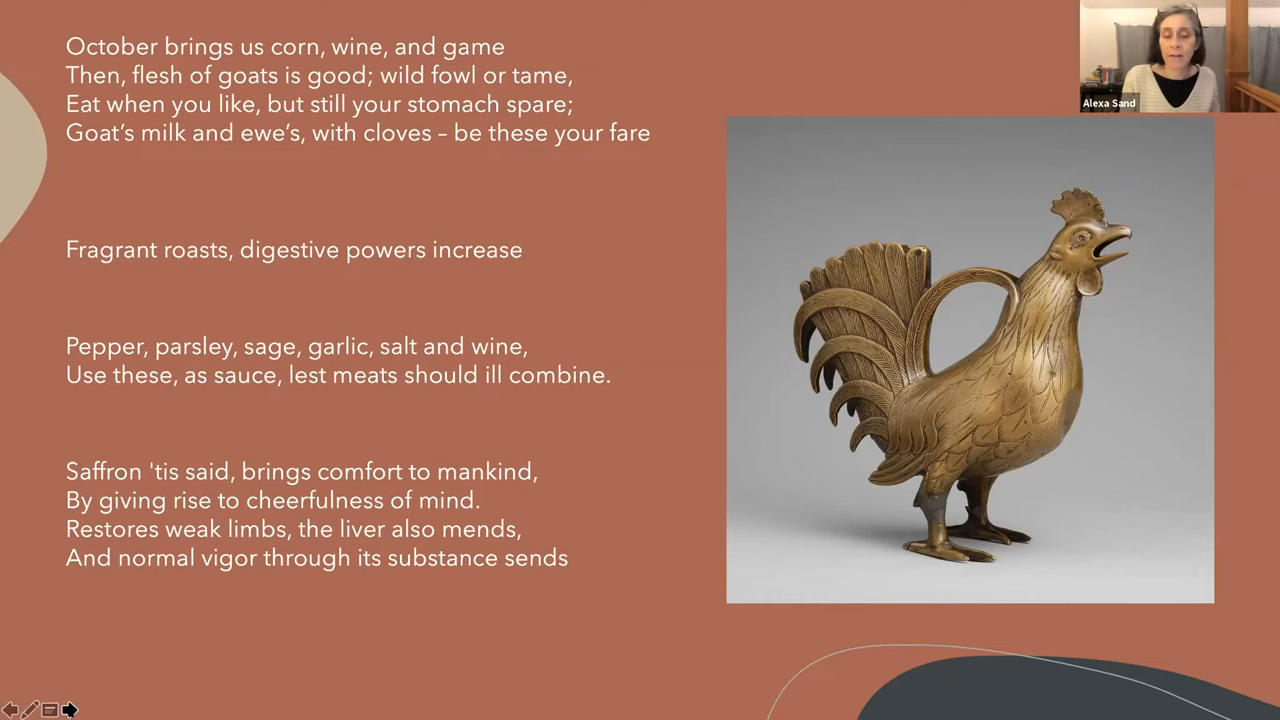 October brings us corn, wine, and game
Then, flesh of goats is good; wild fowl or tame,
Eat when you like, but still your stomach spare;
Goat's milk and ewe's, with cloves – be these your fare
Fragrant roasts, digestive powers increase
Pepper, parsley, sage, garlic, salt and wine,
Use these, as sauce, lest meats should ill combine.
Saffron 'tis said, brings comfort to mankind,
By giving rise to cheerfulness of mind.
Restores weak limbs, the liver also mends,
And normal vigor through its substance sends
Alexa Sand